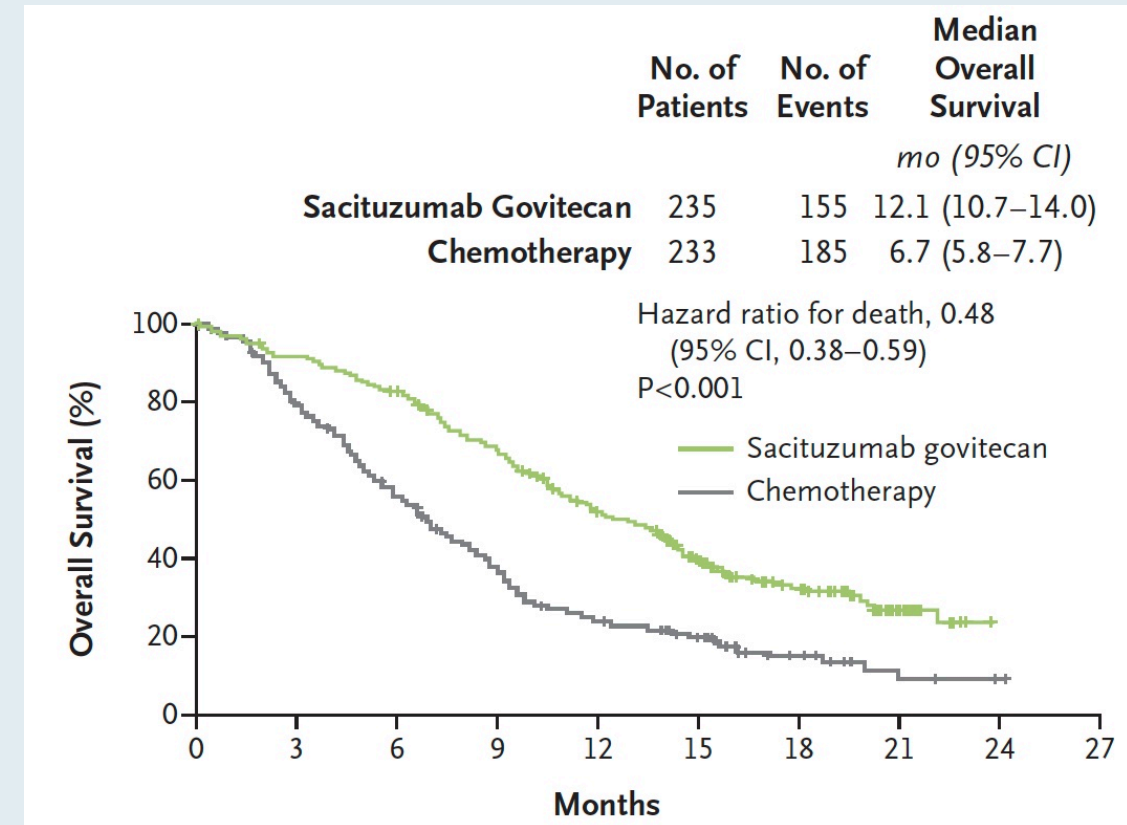 Median
No. of No. of Overall
Patients Events Survival
mo (95% CI)
Sacituzumab Govitecan 235 155 12.1 (10.7–14.0)
Chemotherapy 233 185 6.7 (5.8–7.7)
Hazard ratio for death, 0.48
(95% CI, 0.38–0.59)
P<0.001
Sacituzumab govitecan
Chemotherapy
Overall Survival (%)
100
80
60
40
20
0
0 3 6 9 12 15 18 21 24 27
Months